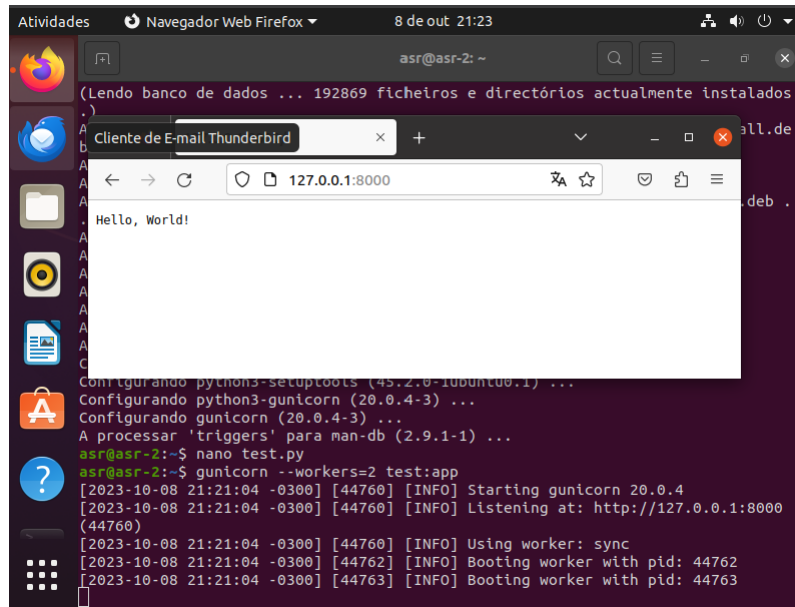 Atividades Navegador Web Firefox 8 de out 21:23
asr@asr-2: ~
(Lendo banco de dados ... 192869 ficheiros e directórios actualmente instalados
.)
Cliente de E-mail Thunderbird
all.de
b
127.0.0.1:8000
.deb .
.
Hello, World!
A
A
A
A
A
A
A
C
Configurando python3-setuptools (45.2.0-1ubuntu0.1) ...
Configurando python3-gunicorn (20.0.4-3) ...
Configurando gunicorn (20.0.4-3) ...
A processar 'triggers' para man-db (2.9.1-1) ...
asr@asr-2:~$ nano test.py
asr@asr-2:~$ gunicorn --workers=2 test:app
[2023-10-08 21:21:04 -0300] [44760] [INFO] Starting gunicorn 20.0.4
[2023-10-08 21:21:04 -0300] [44760] [INFO] Listening at: http://127.0.0.1:8000
(44760)
[2023-10-08 21:21:04 -0300] [44760] [INFO] Using worker: sync
[2023-10-08 21:21:04 -0300] [44762] [INFO] Booting worker with pid: 44762
[2023-10-08 21:21:04 -0300] [44763] [INFO] Booting worker with pid: 44763